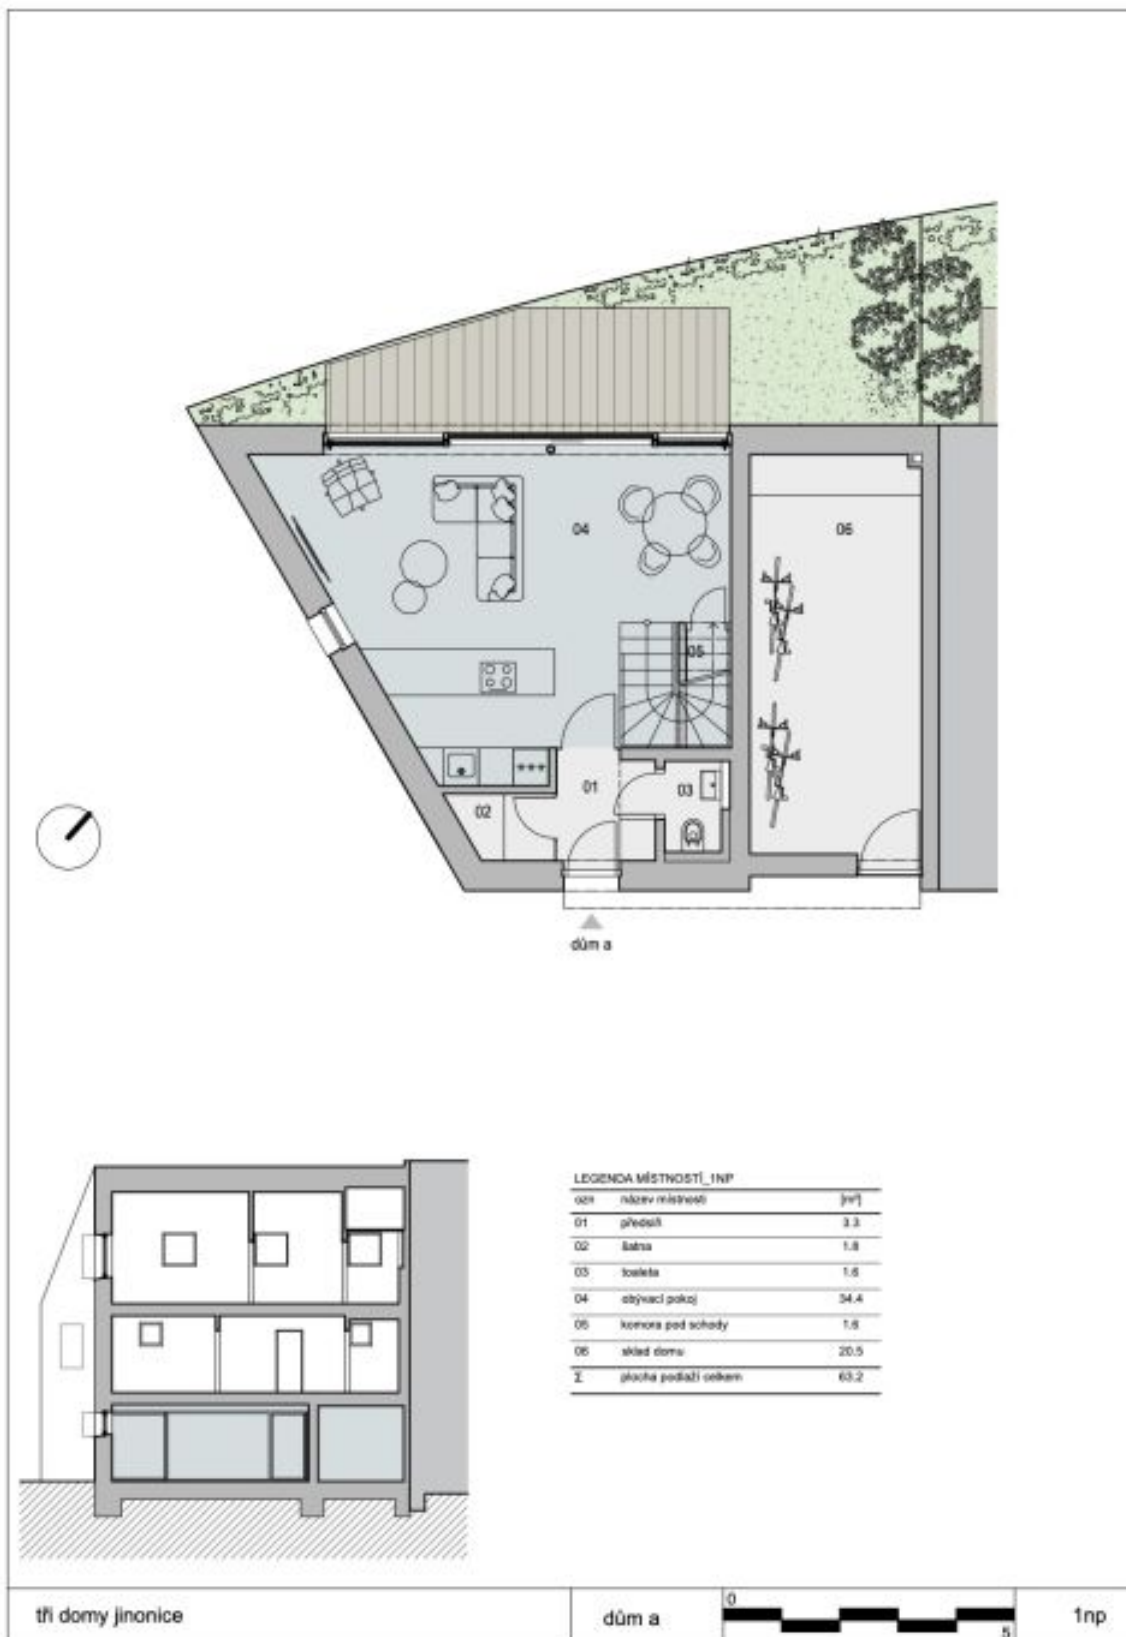 04
06
05
01
03
02
dům a
LEGENDA MÍSTNOSTÍ_1NP
ozn název místnosti [m²]
01 předsíň 3.3
02 šatna 1.8
03 toaleta 1.6
04 obývací pokoj 34.4
05 komora pod schody 1.6
06 sklad domu 20.5
Σ plocha podlaží celkem 63.2
tři domy jinonice
dům a
0
5
1np